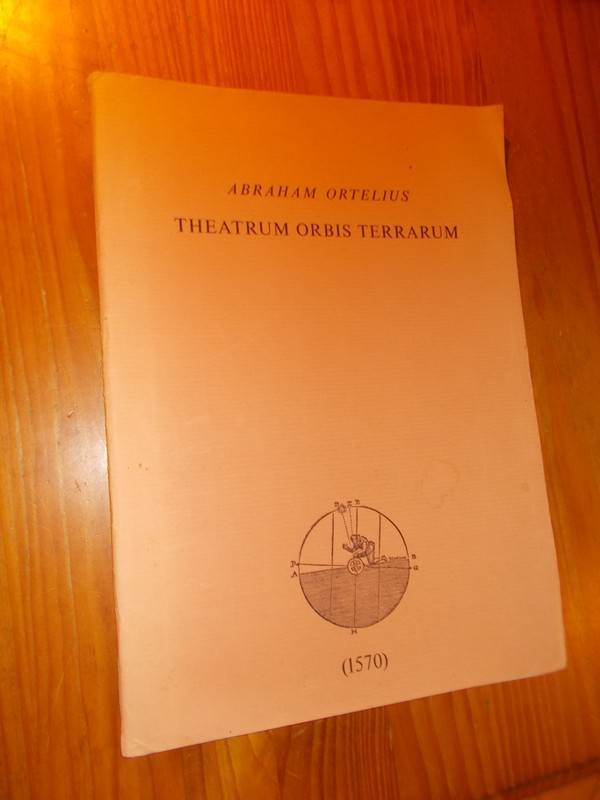 ABRAHAM ORTELIUS
THEATRUM ORBIS TERRARUM
(1570)